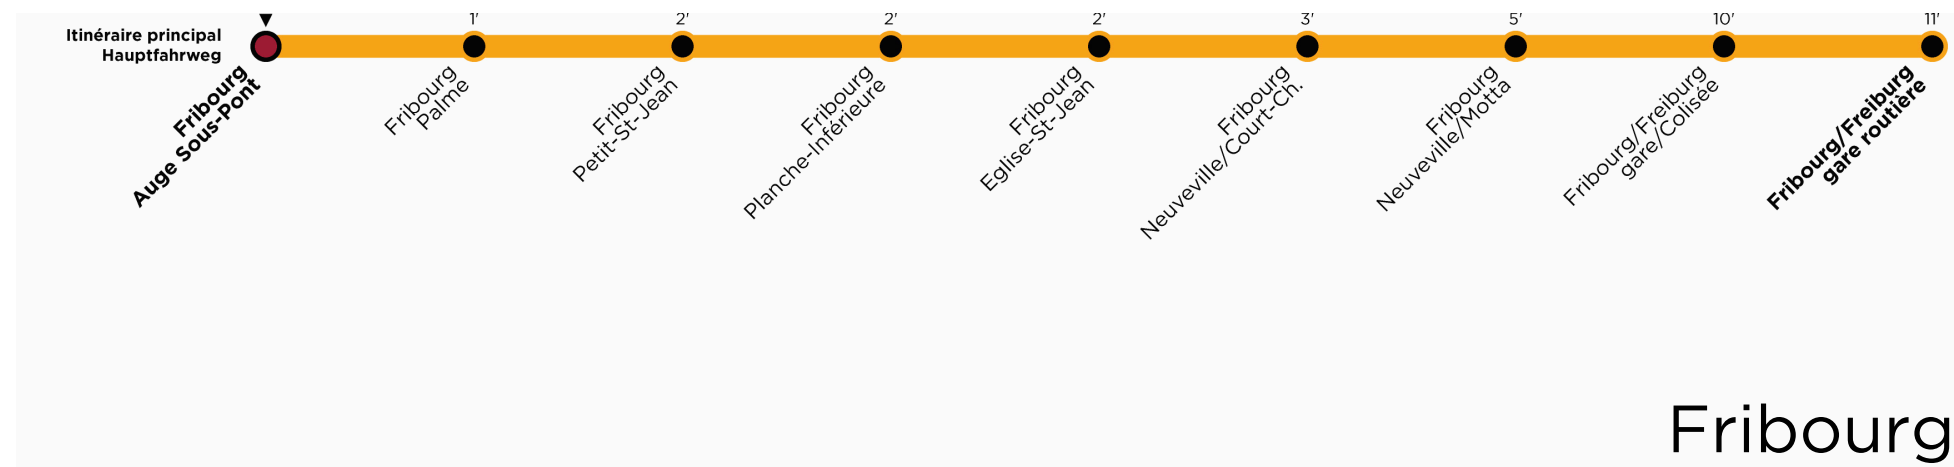 ▼ 1' 2' 2' 2' 3' 5' 10' 11'
Itinéraire principal
Hauptfahrweg
Fribourg
Auge Sous-Pont
Fribourg
Palme
Fribourg
Petit-St-Jean
Fribourg
Planche-Inférieure
Fribourg
Eglise-St-Jean
Fribourg
Neuveville/Court-Ch.
Fribourg
Neuveville/Motta
Fribourg/Freiburg
gare/Colisée
Fribourg/Freiburg
gare routière
Fribourg